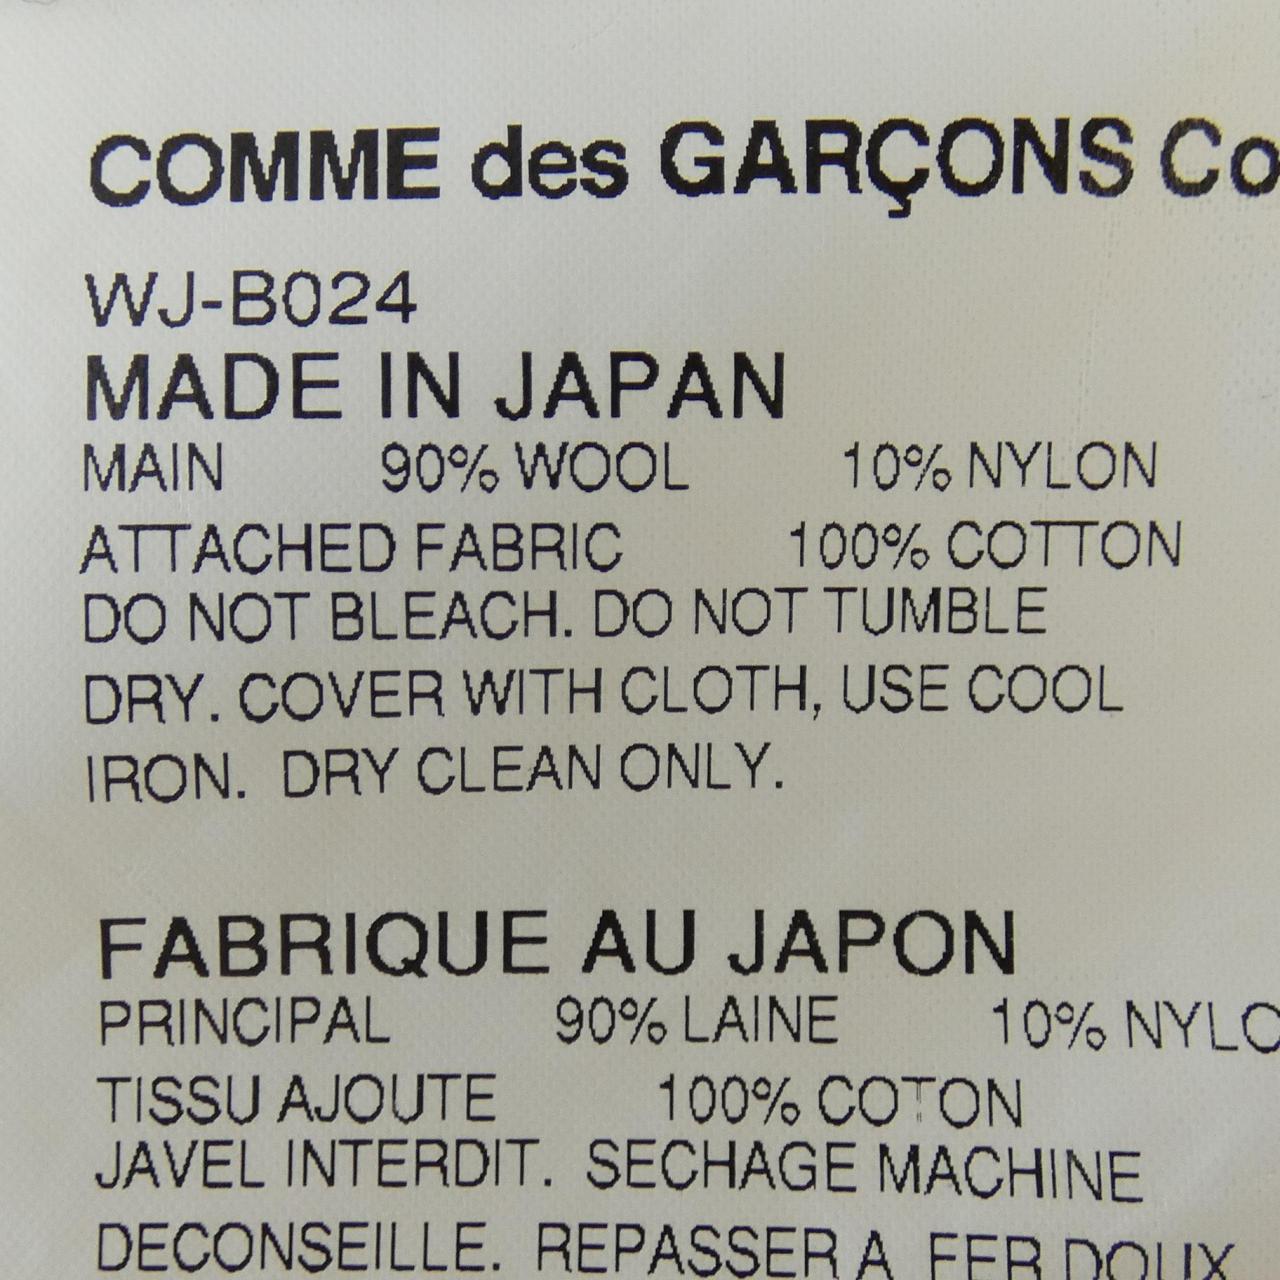 COMME des GARÇONS Co
WJ-B024
MADE IN JAPAN
MAIN 90% WOOL 10% NYLON
ATTACHED FABRIC 100% COTTON
DO NOT BLEACH. DO NOT TUMBLE
DRY. COVER WITH CLOTH, USE COOL
IRON. DRY CLEAN ONLY.
FABRIQUE AU JAPON
PRINCIPAL 90% LAINE 10% NYLO
TISSU AJOUTE 100% COTON
JAVEL INTERDIT. SECHAGE MACHINE
DECONSEILLE. REPASSER A FER DOUX